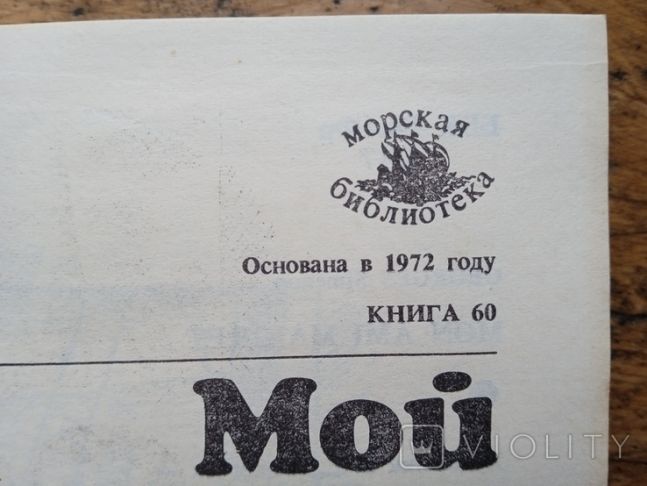 морская
библиотека
Основана в 1972 году
КНИГА 60
Мой
VIOLITY